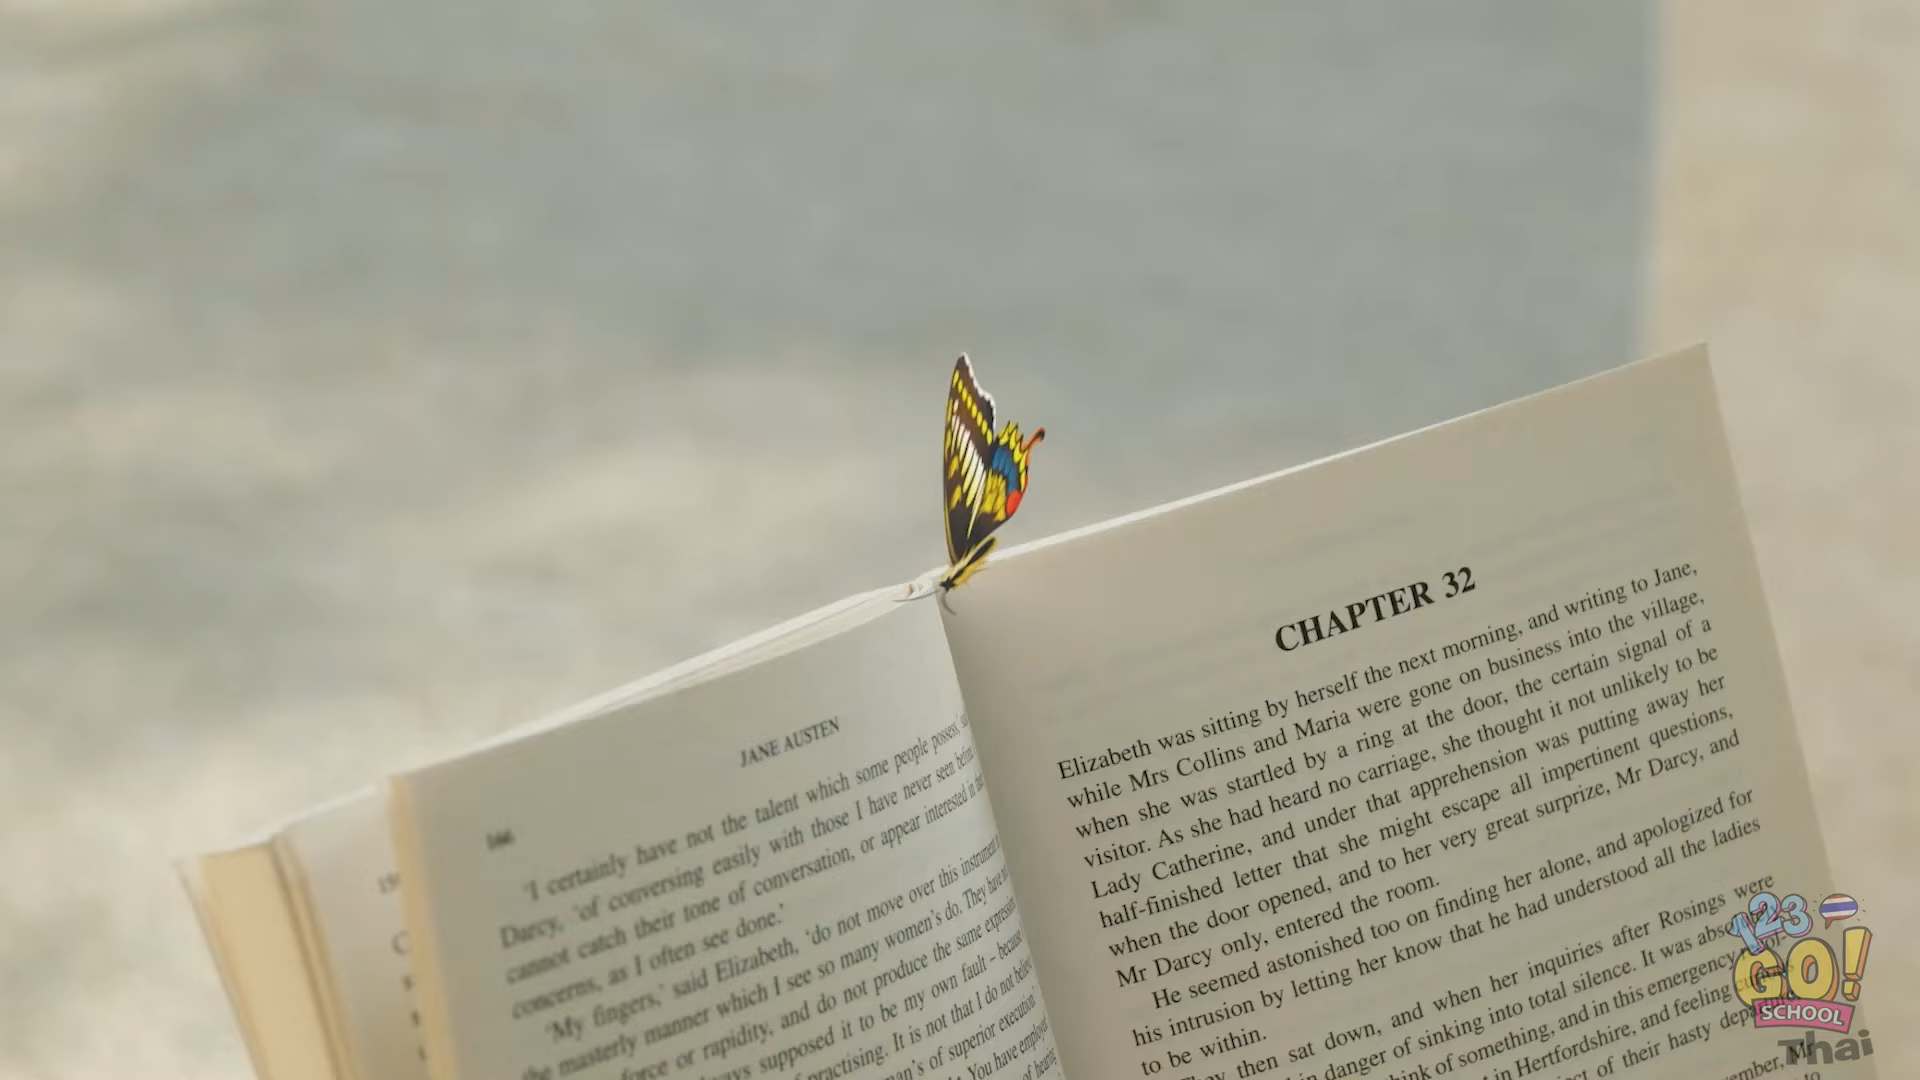 JANE AUSTEN
'I certainly have not the talent which some people possess,'
Darcy, 'of conversing easily with those I have never seen before.
cannot catch their tone of conversation, or appear interested in their
concerns, as I often see done.'
'My fingers,' said Elizabeth, 'do not move over this instrument
the masterly manner which I see so many women's do. They have
force or rapidity, and do not produce the same expression.
supposed it to be my own fault – because
practising. It is not that I do not believe
of superior execution.'
You have employed
of hearing
CHAPTER 32
Elizabeth was sitting by herself the next morning, and writing to Jane,
while Mrs Collins and Maria were gone on business into the village,
when she was startled by a ring at the door, the certain signal of a
visitor. As she had heard no carriage, she thought it not unlikely to be
Lady Catherine, and under that apprehension was putting away her
half-finished letter that she might escape all impertinent questions,
when the door opened, and to her very great surprize, Mr Darcy, and
Mr Darcy only, entered the room.
He seemed astonished too on finding her alone, and apologized for
his intrusion by letting her know that he had understood all the ladies
to be within.
They then sat down, and when her inquiries after Rosings were
in danger of sinking into total silence. It was
think of something, and in this emergency
in Hertfordshire, and feeling
of their hasty
Mr
to
123
GO!
SCHOOL
Thai